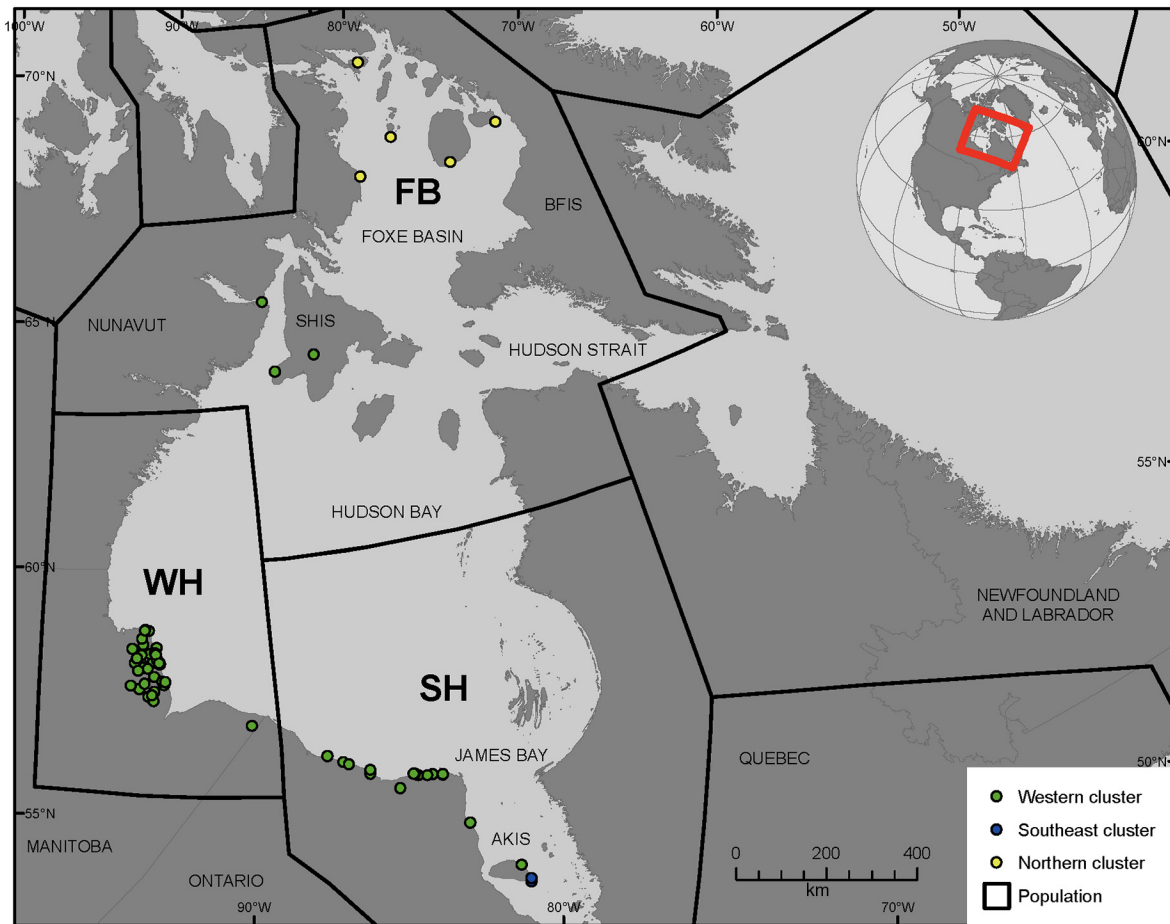 100°W
90°W
80°W
70°W
50°W
70°N
60°N
FB
FOXE BASIN
BFIS
NUNAVUT
65°N
SHIS
HUDSON STRAIT
55°N
HUDSON BAY
60°N
WH
NEWFOUNDLAND
AND LABRADOR
SH
JAMES BAY
QUEBEC
50°N
55°N
MANITOBA
AKIS
ONTARIO
0 200 400
km
Western cluster
Southeast cluster
Northern cluster
Population
90°W
80°W
70°W